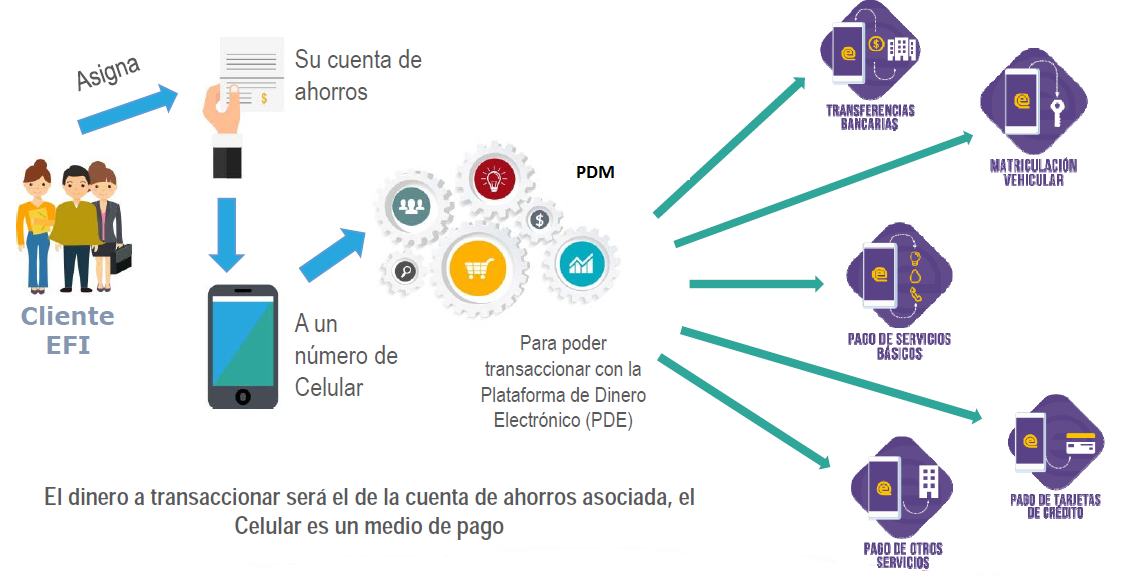 Asigna
Su cuenta de
ahorros
$
Cliente
EFI
A un
número de
Celular
PDM
$
Para poder
transaccionar con la
Plataforma de Dinero
Electrónico (PDE)
El dinero a transaccionar será el de la cuenta de ahorros asociada, el
Celular es un medio de pago
e $
TRANSFERENCIAS
BANCARIAS
e
MATRICULACIÓN
VEHICULAR
e
PAGO DE SERVICIOS
BÁSICOS
e
PAGO DE TARJETAS
DE CRÉDITO
e
PAGO DE OTROS
SERVICIOS